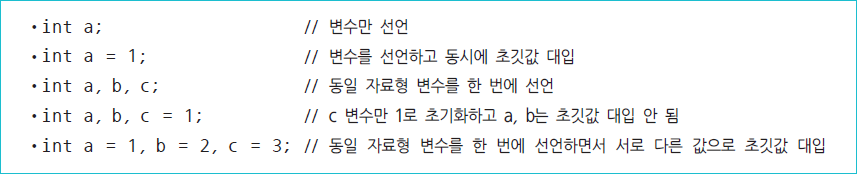 • int a; // 변수만 선언
• int a = 1; // 변수를 선언하고 동시에 초깃값 대입
• int a, b, c; // 동일 자료형 변수를 한 번에 선언
• int a, b, c = 1; // c 변수만 1로 초기화하고 a, b는 초깃값 대입 안 됨
• int a = 1, b = 2, c = 3; // 동일 자료형 변수를 한 번에 선언하면서 서로 다른 값으로 초깃값 대입